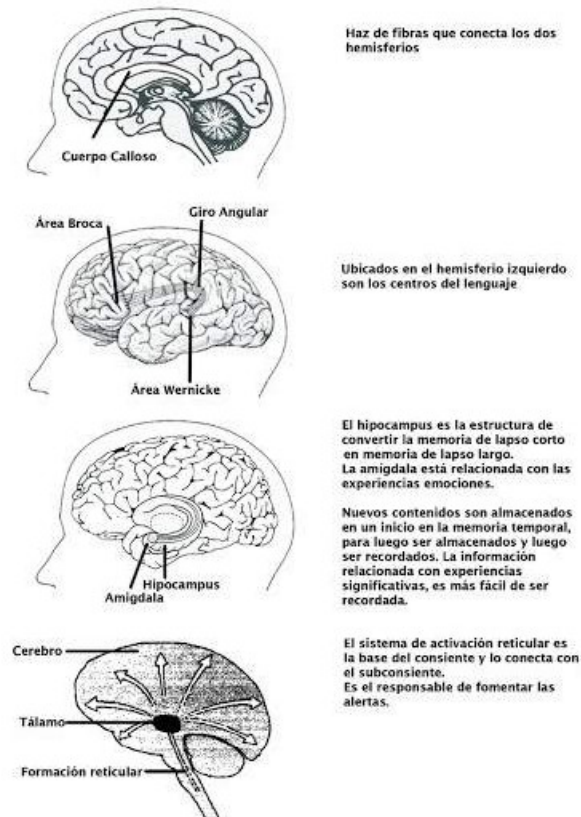 Haz de fibras que conecta los dos
hemisferios
Cuerpo Calloso
Área Broca
Giro Angular
Ubicados en el hemisferio izquierdo
son los centros del lenguaje
Área Wernicke
El hipocampus es la estructura de
convertir la memoria de lapso corto
en memoria de lapso largo.
La amigdala está relacionada con las
experiencias emociones.
Nuevos contenidos son almacenados
en un inicio en la memoria temporal,
para luego ser almacenados y luego
ser recordados. La información
relacionada con experiencias
significativas, es más fácil de ser
recordada.
Hipocampus
Amigdala
El sistema de activación reticular es
la base del consiente y lo conecta con
el subconsiente.
Es el responsable de fomentar las
alertas.
Cerebro
Tálamo
Formación reticular